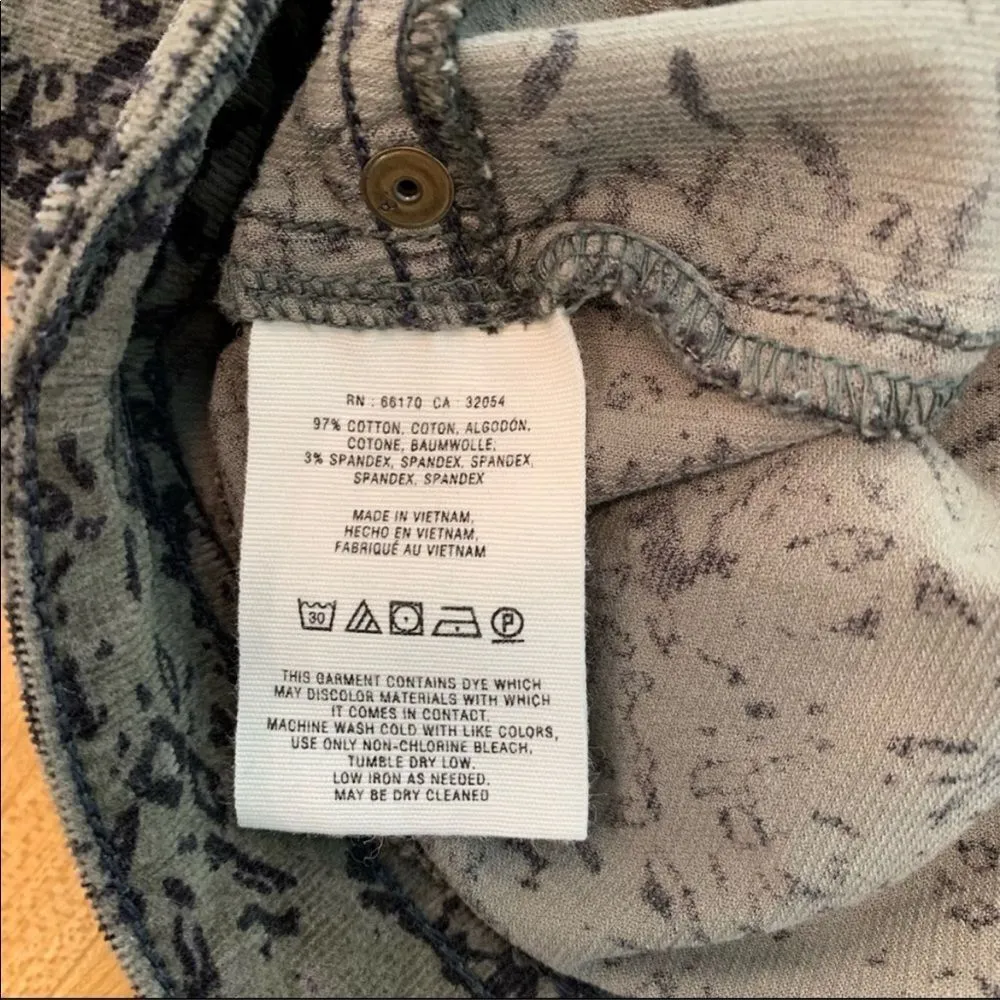 RN : 66170 CA : 32054
97% COTTON, COTON, ALGODÓN,
COTONE, BAUMWOLLE,
3% SPANDEX, SPANDEX, SPANDEX,
SPANDEX, SPANDEX
MADE IN VIETNAM,
HECHO EN VIETNAM,
FABRIQUÉ AU VIETNAM
30 P
THIS GARMENT CONTAINS DYE WHICH
MAY DISCOLOR MATERIALS WITH WHICH
IT COMES IN CONTACT.
MACHINE WASH COLD WITH LIKE COLORS,
USE ONLY NON-CHLORINE BLEACH,
TUMBLE DRY LOW,
LOW IRON AS NEEDED,
MAY BE DRY CLEANED